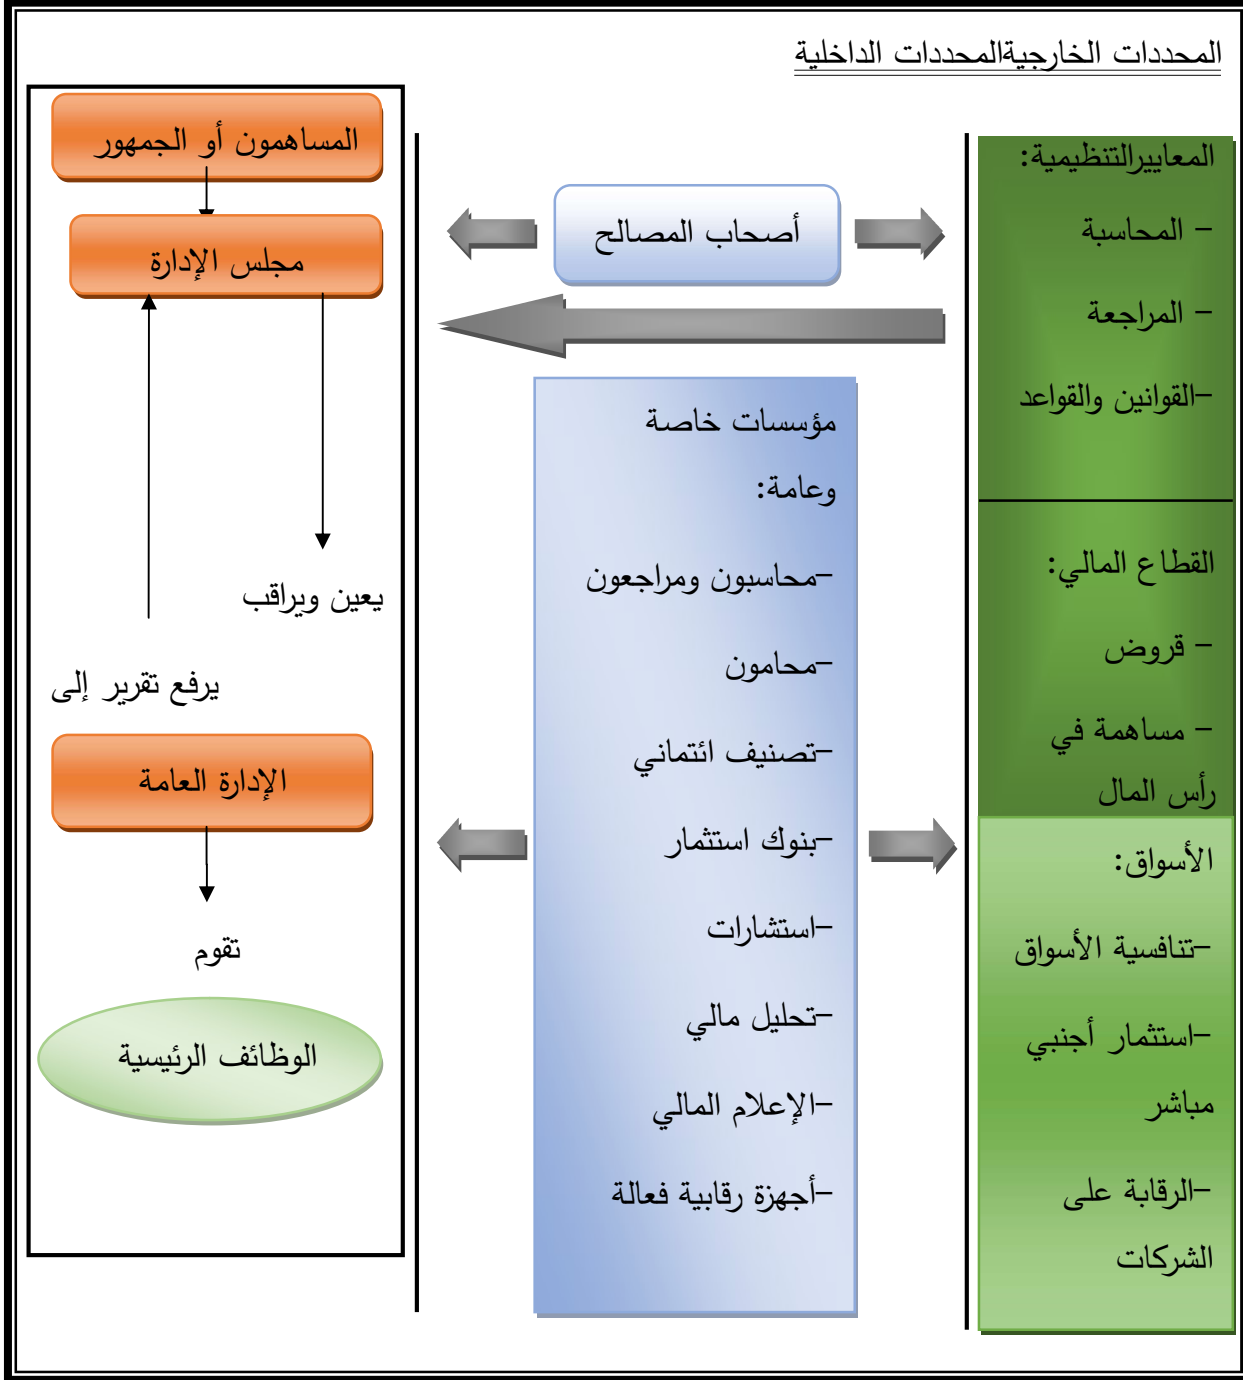 المحددات الخارجيةالمحددات الداخلية
المعاييرالتنظيمية:
– المحاسبة
– المراجعة
–القوانين والقواعد
القطاع المالي:
– قروض
– مساهمة في
رأس المال
الأسواق:
–تنافسية الأسواق
–استثمار أجنبي
مباشر
–الرقابة على
الشركات
أصحاب المصالح
مؤسسات خاصة
وعامة:
–محاسبون ومراجعون
–محامون
–تصنيف ائتماني
–بنوك استثمار
–استشارات
–تحليل مالي
–الإعلام المالي
–أجهزة رقابية فعالة
المساهمون أو الجمهور
مجلس الإدارة
يعين ويراقب
يرفع تقرير إلى
الإدارة العامة
تقوم
الوظائف الرئيسية